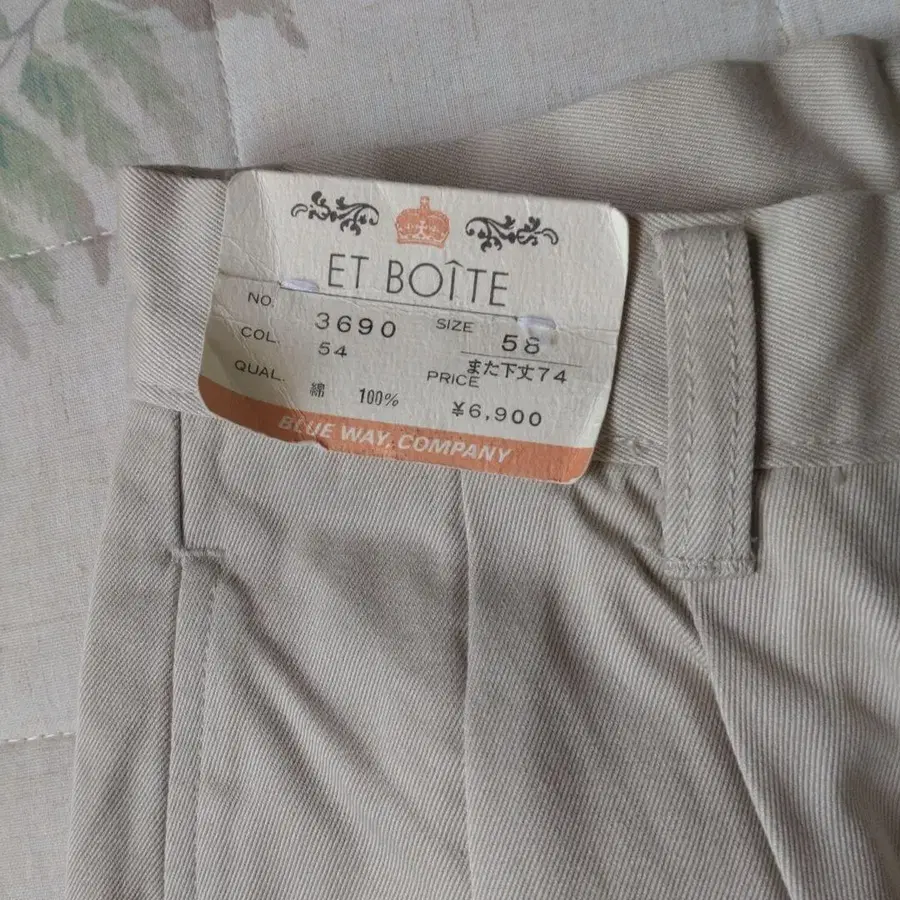 ET BOÎTE
NO. 3690 SIZE 58
COL. 54 また下丈74
QUAL. 綿 100% PRICE ¥6,900
BLUE WAY, COMPANY